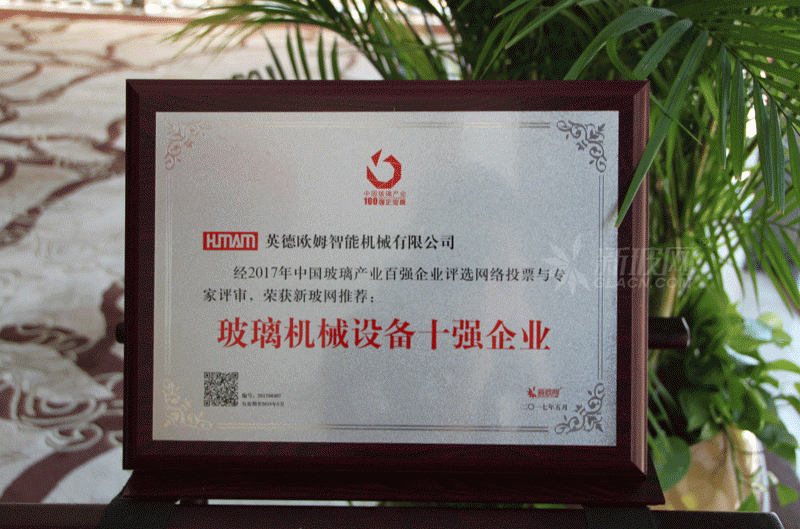 中国玻璃产业
100强企业榜
HUMAM 英德欧姆智能机械有限公司
经2017年中国玻璃产业百强企业评选网络投票与专
家评审，荣获新玻网推荐：
玻璃机械设备十强企业
新玻网
二〇一七年五月
新玻网
GLACN.COM